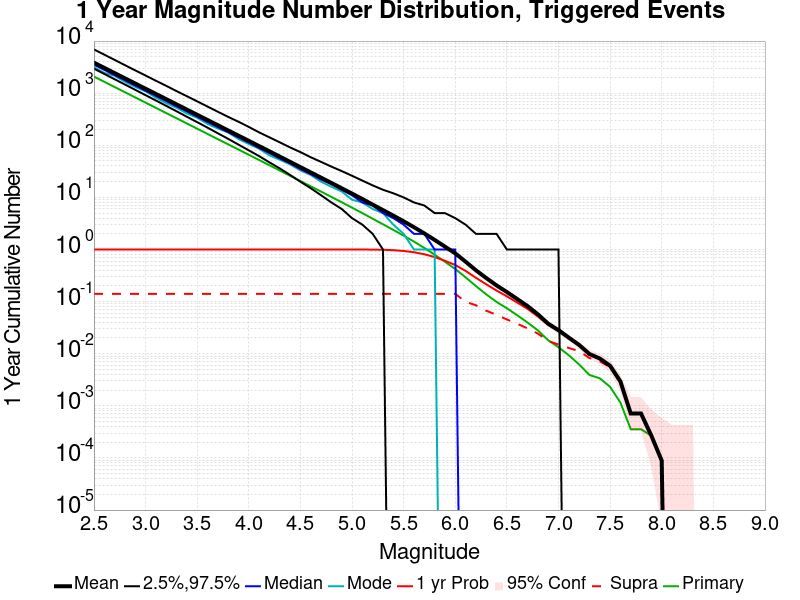 1 Year Magnitude Number Distribution, Triggered Events
1 Year Cumulative Number
10^4
10^3
10^2
10^1
10^0
10^-1
10^-2
10^-3
10^-4
10^-5
2.5 3.0 3.5 4.0 4.5 5.0 5.5 6.0 6.5 7.0 7.5 8.0 8.5 9.0
Magnitude
Mean 2.5%,97.5% Median Mode 1 yr Prob 95% Conf Supra Primary